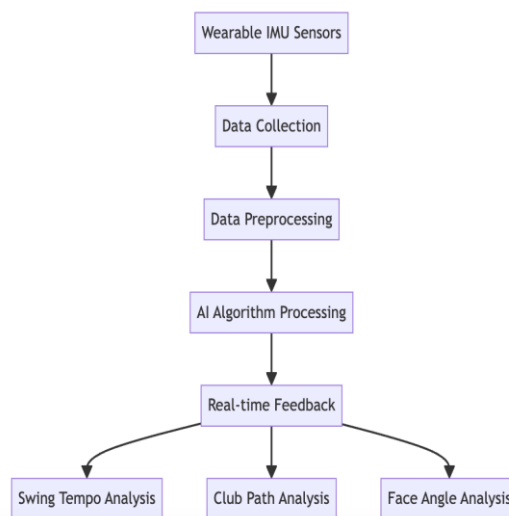 Wearable IMU Sensors
Data Collection
Data Preprocessing
AI Algorithm Processing
Real-time Feedback
Swing Tempo Analysis
Club Path Analysis
Face Angle Analysis